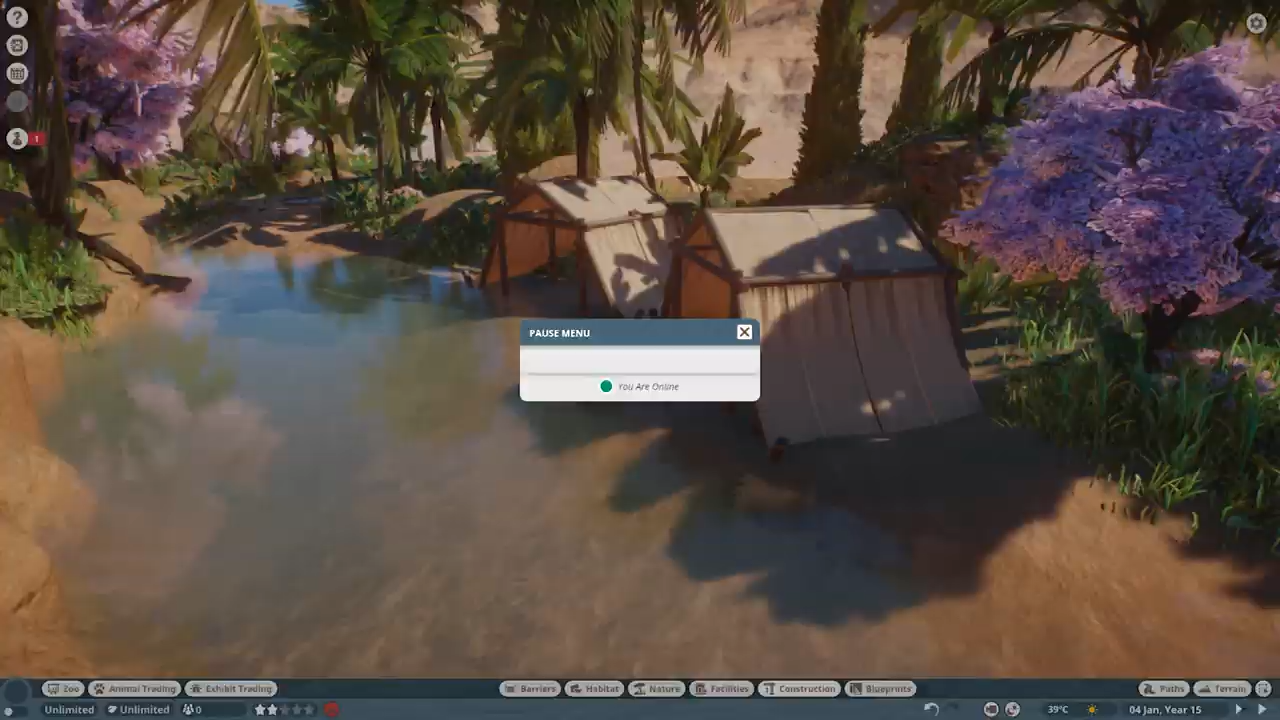 ?
1
PAUSE MENU
You Are Online
Zoo Animal Trading Exhibit Trading Barriers Habitat Nature Facilities Construction Blueprints Paths Terrain
Unlimited Unlimited 0 39°C 04 Jan, Year 15